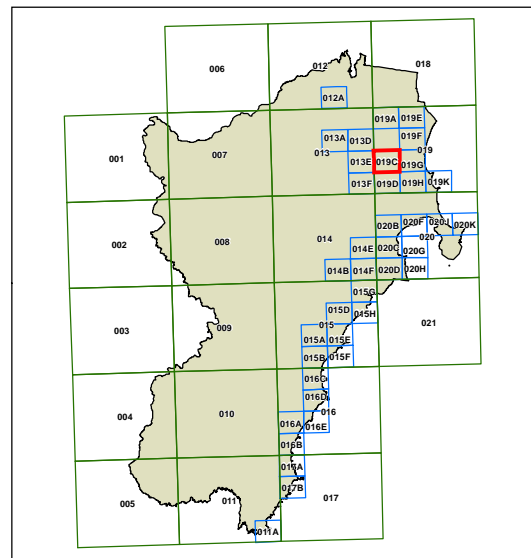 012
018
006
012A
019A 019E
013A 013D 019F
001 007 013 019
013E 019C 019G
013F 019D 019H 019K
020B 020F 020J 020K
002 008 014 020
014E 020C 020G
014B 014F 020D 020H
015G
015D 015H
003 009 015 021
015A 015E
015B 015F
016C
016D
004 010 016
016A 016E
016B
017A
017B
005 011 017
011A